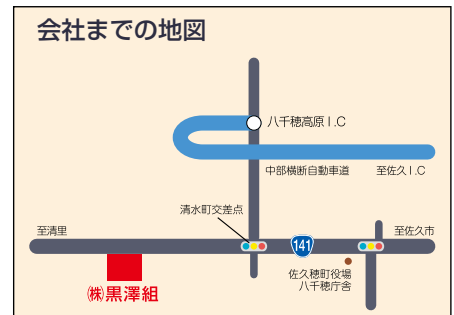 会社までの地図
八千穂高原I.C
中部横断自動車道
至佐久I.C
清水町交差点
至清里
141
至佐久市
佐久穂町役場
八千穂庁舎
㈱黒澤組